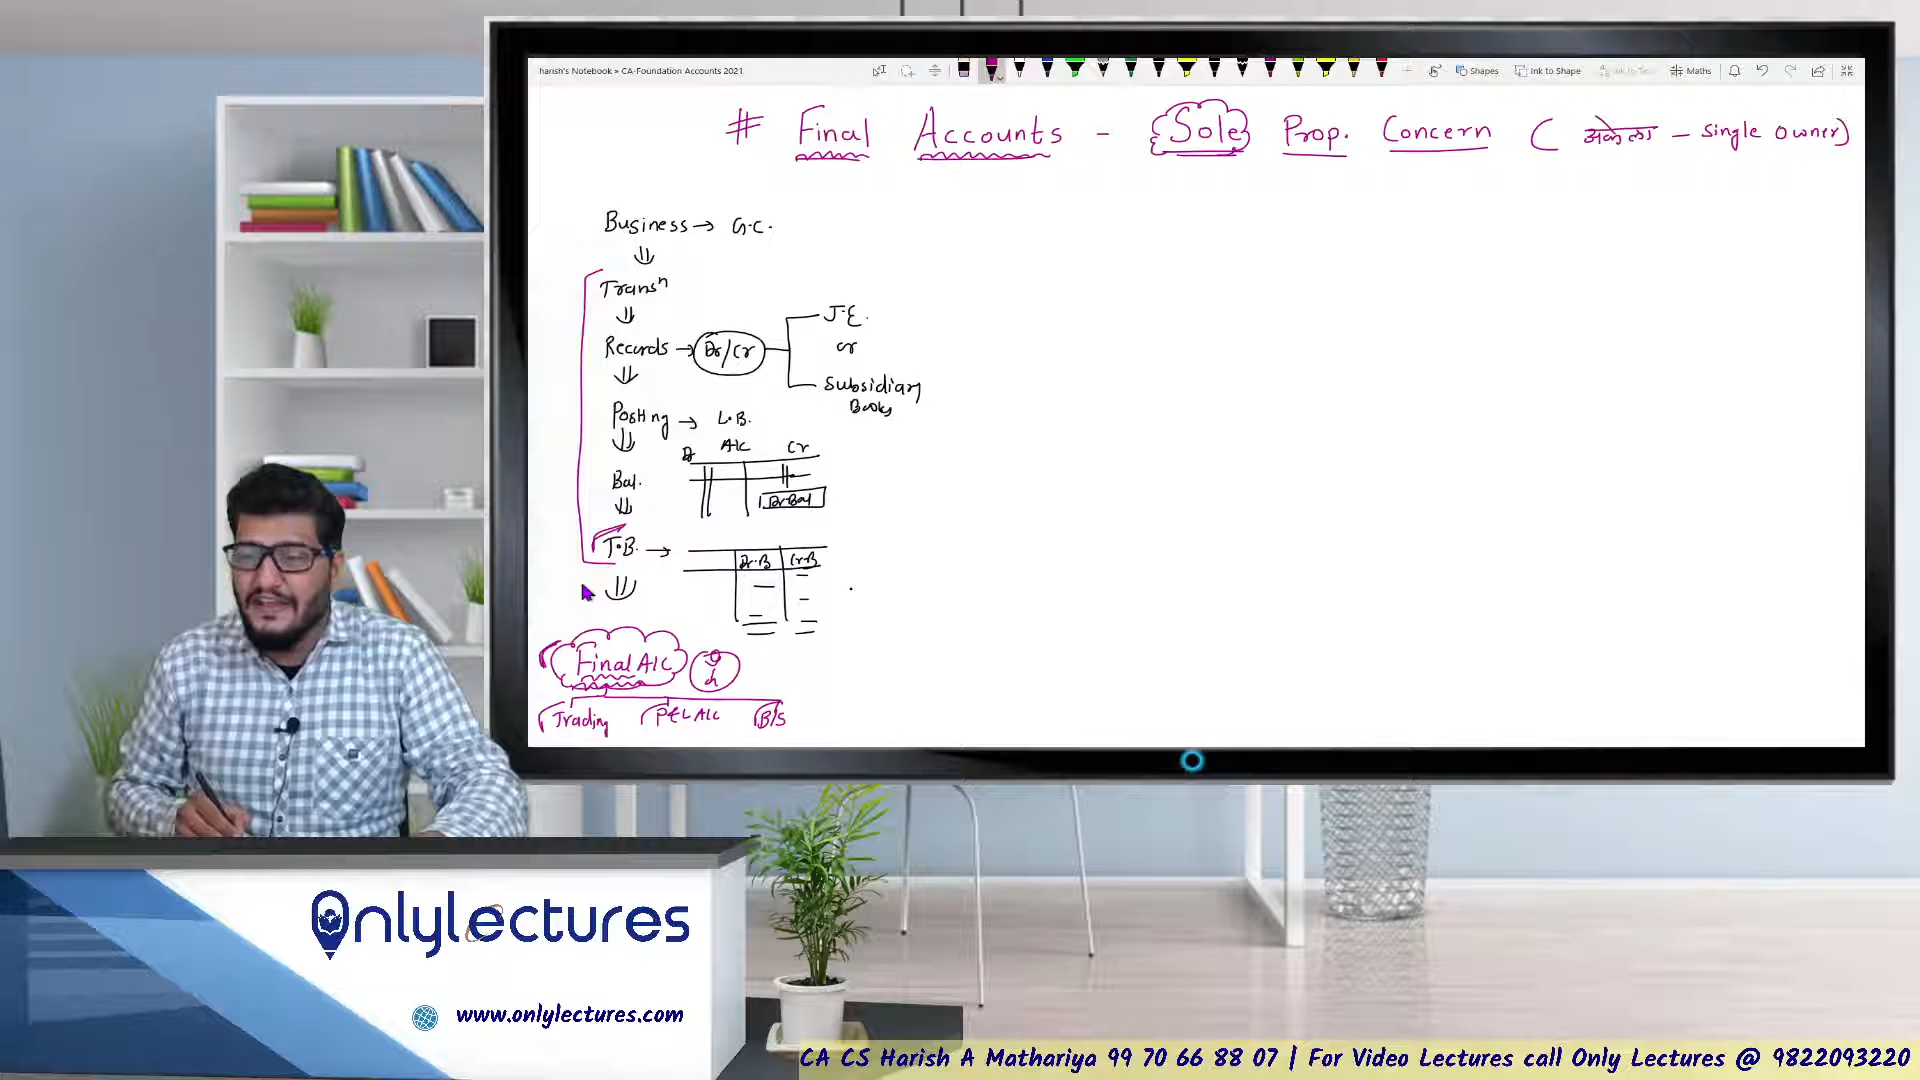 harish's Notebook > CA-Foundation Accounts 2021
Shapes Ink to Shape Ink to Text Maths
# Final Accounts - Sole Prop. Concern ( अकेला - Single Owner)
Business → G.C.
Transn
Records → Dr/Cr
J.E.
or
Subsidiary
Books
Posting → L.B.
Dr A/c Cr
Bal.
Dr Bal
T.B. →
Dr.B Cr.B
Final A/c
Trading P&L A/c B/S
Onlylectures
www.onlylectures.com
CA CS Harish A Mathariya 99 70 66 88 07 | For Video Lectures call Only Lectures @ 9822093220